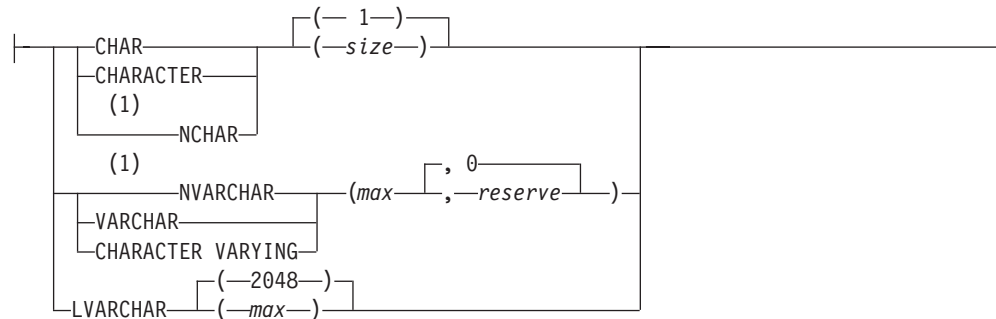 ( 1 )
CHAR ( size )
CHARACTER
(1)
NCHAR
(1) , 0
NVARCHAR (max , reserve )
VARCHAR
CHARACTER VARYING
( 2048 )
LVARCHAR ( max )